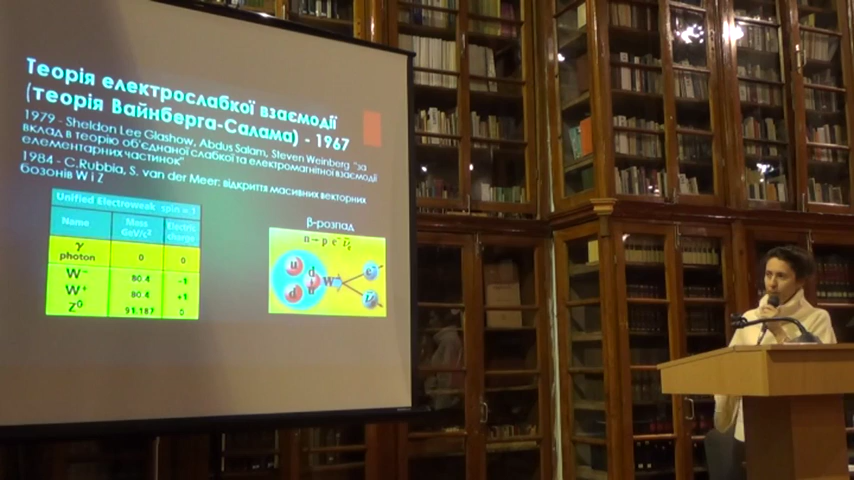 Теорія електрослабкої взаємодії
(теорія Вайнберга-Салама) - 1967
1979 - Sheldon Lee Glashow, Abdus Salam, Steven Weinberg "за
вклад в теорію об'єднаної слабкої та електромагнітної взаємодії
елементарних частинок"
1984 - C.Rubbia, S. van der Meer: відкриття масивних векторних
бозонів W і Z
Unified Electroweak spin = 1
Name Mass GeV/c² Electric charge
γ photon 0 0
W⁻ 80.4 -1
W⁺ 80.4 +1
Z⁰ 91.187 0
β-розпад
n → p e⁻ ν̄ₑ
u
d d
u W⁻
e⁻
ν̄